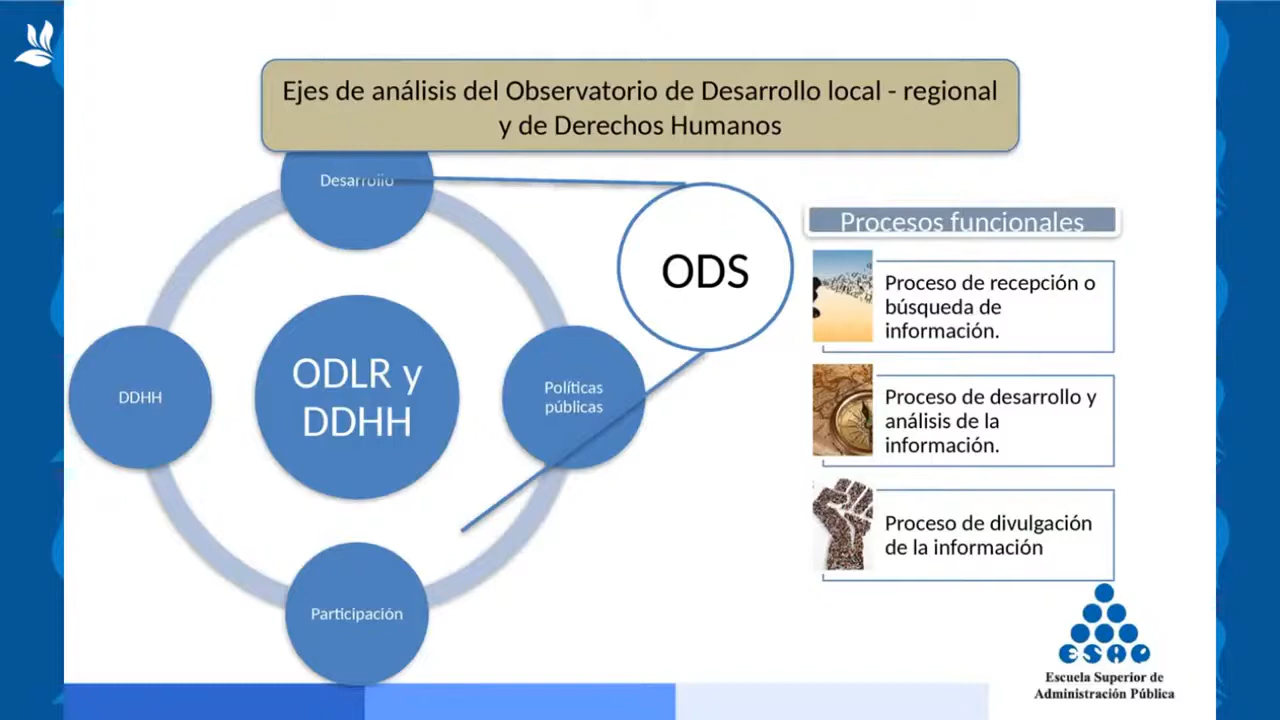 Ejes de análisis del Observatorio de Desarrollo local - regional
y de Derechos Humanos
Desarrollo
DDHH
ODLR y
DDHH
Políticas
públicas
Participación
ODS
Procesos funcionales
Proceso de recepción o
búsqueda de
información.
Proceso de desarrollo y
análisis de la
información.
Proceso de divulgación
de la información
ESAP
Escuela Superior de
Administración Pública